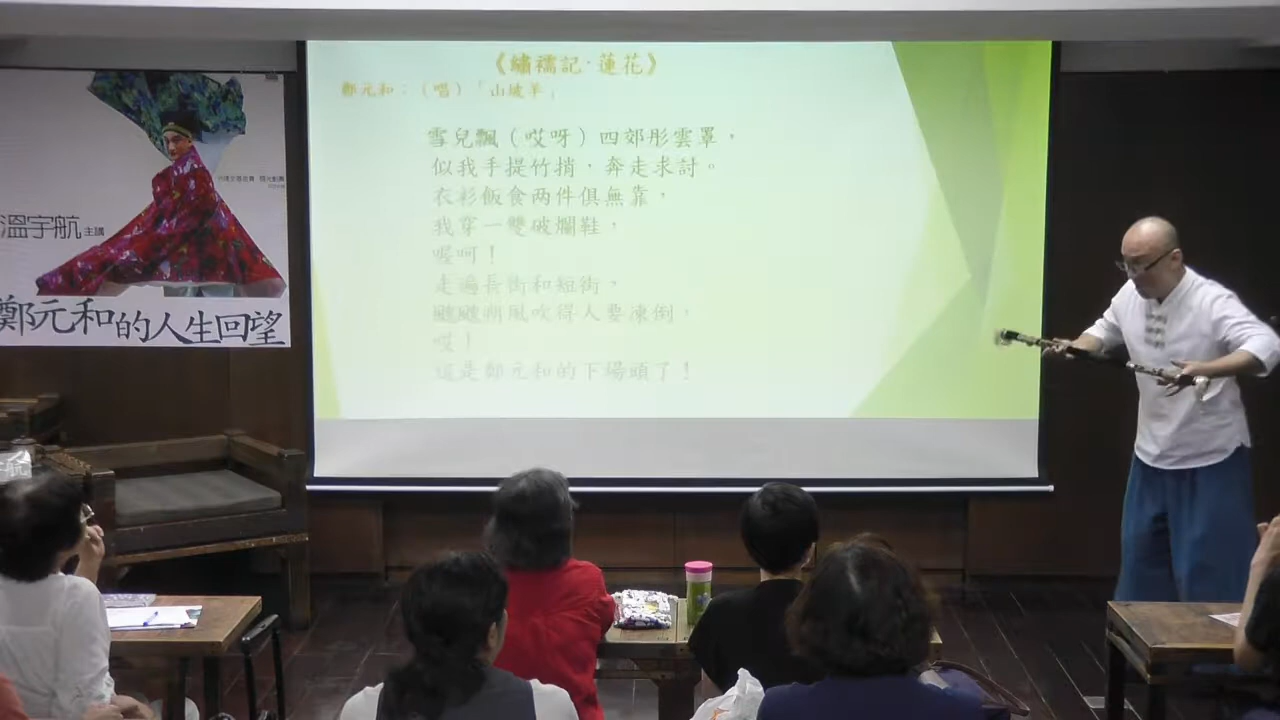 《繡襦記·蓮花》
鄭元和：（唱）「山坡羊」
雪兒飄（哎呀）四郊彤雲罩，
似我手提竹捎，奔走求討。
衣衫飯食两件俱無靠，
我穿一雙破爛鞋，
喔呵！
走遍長街和短街，
颼颼朔風吹得人要凍倒，
哎！
這是鄭元和的下場頭了！
溫宇航 主講
鄭元和的人生回望